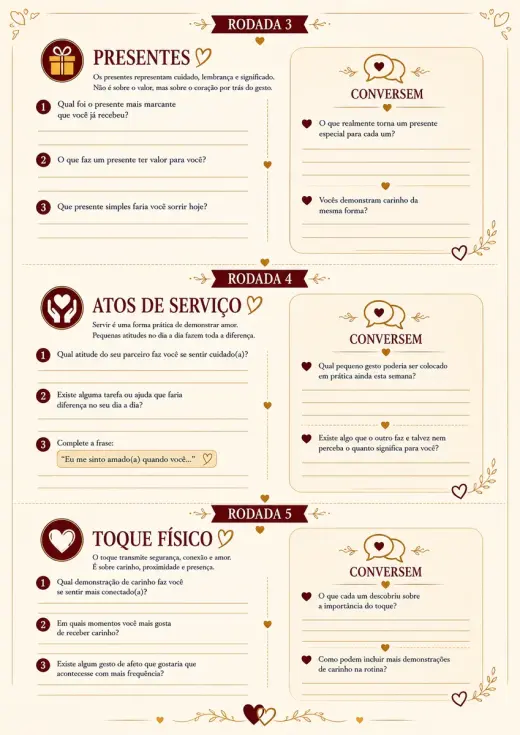 RODADA 3
PRESENTES
Os presentes representam cuidado, lembrança e significado.
Não é sobre o valor, mas sobre o coração por trás do gesto.
1 Qual foi o presente mais marcante
que você já recebeu?
2 O que faz um presente ter valor para você?
3 Que presente simples faria você sorrir hoje?
CONVERSEM
O que realmente torna um presente
especial para cada um?
Vocês demonstram carinho da
mesma forma?
RODADA 4
ATOS DE SERVIÇO
Servir é uma forma prática de demonstrar amor.
Pequenas atitudes no dia a dia fazem toda a diferença.
1 Qual atitude do seu parceiro faz você se sentir cuidado(a)?
2 Existe alguma tarefa ou ajuda que faria
diferença no seu dia a dia?
3 Complete a frase:
“Eu me sinto amado(a) quando você...”
CONVERSEM
Qual pequeno gesto poderia ser colocado
em prática ainda esta semana?
Existe algo que o outro faz e talvez nem
perceba o quanto significa para você?
RODADA 5
TOQUE FÍSICO
O toque transmite segurança, conexão e amor.
É sobre carinho, proximidade e presença.
1 Qual demonstração de carinho faz você
se sentir mais conectado(a)?
2 Em quais momentos você mais gosta
de receber carinho?
3 Existe algum gesto de afeto que gostaria que
acontecesse com mais frequência?
CONVERSEM
O que cada um descobriu sobre
a importância do toque?
Como podem incluir mais demonstrações
de carinho na rotina?